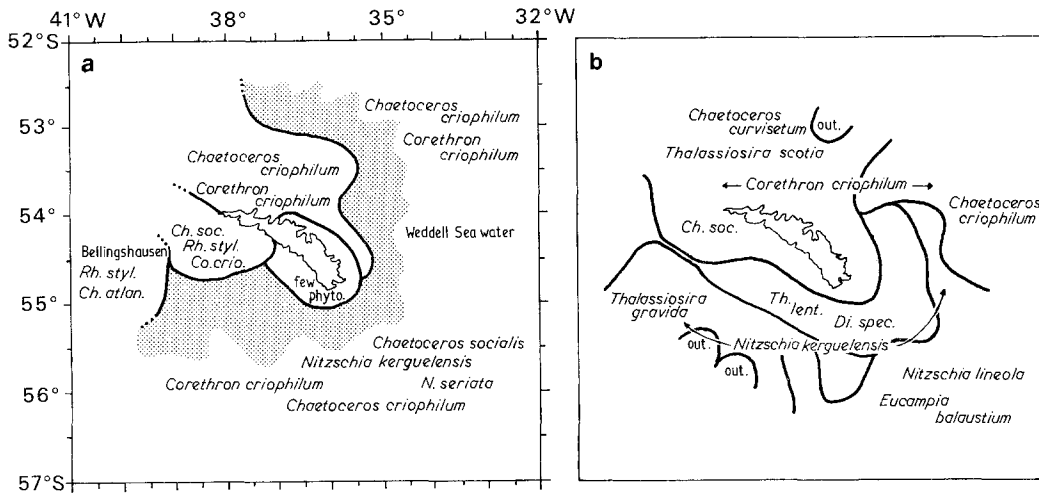 41°W 38° 35° 32°W
52°S
53°
54°
55°
56°
57°S
a
Chaetoceros
criophilum
Corethron
criophilum
Chaetoceros
criophilum
Corethron
criophilum
Weddell Sea water
Ch. soc.
Rh. styl.
Co.crio.
Bellingshausen
Rh. styl.
Ch. atlan.
few
phyto.
Chaetoceros socialis
Nitzschia kerguelensis
Corethron criophilum
N. seriata
Chaetoceros criophilum
b
Chaetoceros
curvisetum
out.
Thalassiosira scotia
Corethron criophilum
Chaetoceros
criophilum
Ch. soc.
Th.
lent.
Di. spec.
Thalassiosira
gravida
Nitzschia kerguelensis
out.
out.
Nitzschia lineola
Eucampia
balaustium